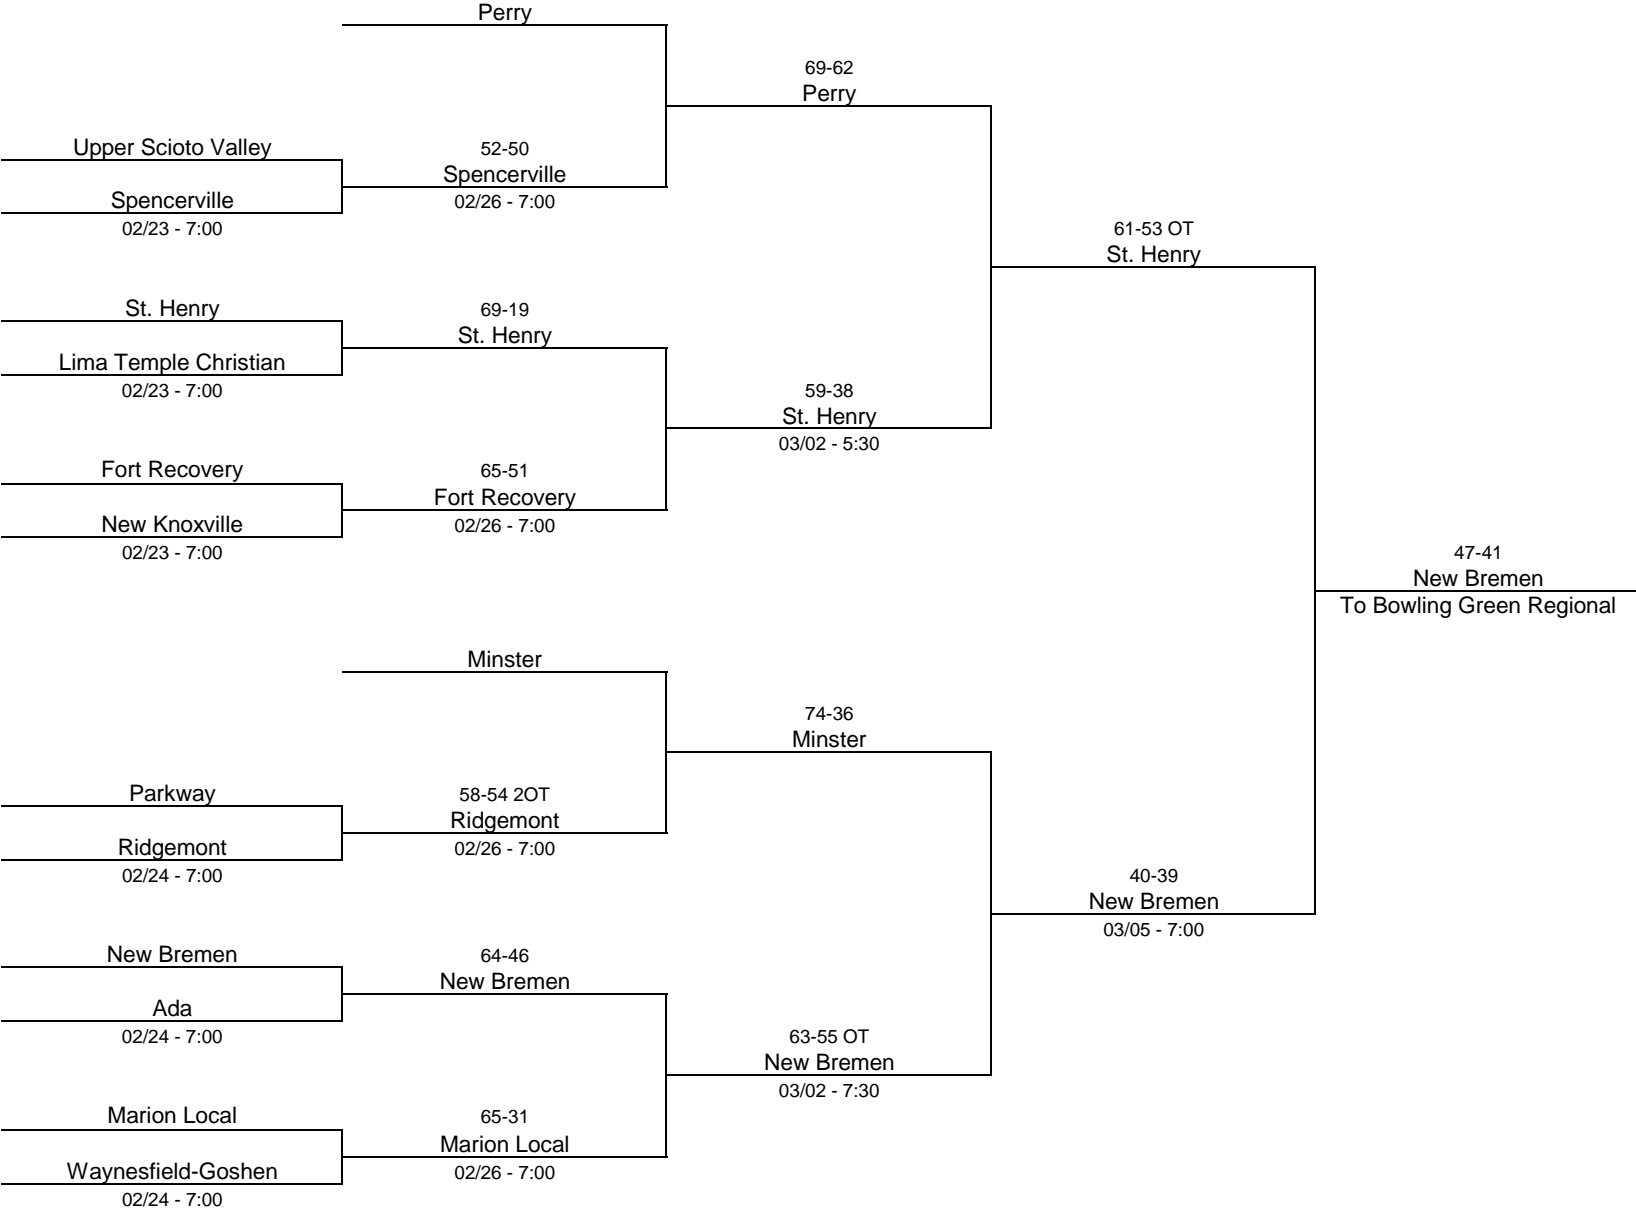 Perry
69-62
Perry
Upper Scioto Valley
52-50
Spencerville
Spencerville
02/26 - 7:00
02/23 - 7:00
61-53 OT
St. Henry
St. Henry
69-19
St. Henry
Lima Temple Christian
02/23 - 7:00
59-38
St. Henry
03/02 - 5:30
Fort Recovery
65-51
Fort Recovery
New Knoxville
02/26 - 7:00
02/23 - 7:00
47-41
New Bremen
To Bowling Green Regional
Minster
74-36
Minster
Parkway
58-54 2OT
Ridgemont
Ridgemont
02/26 - 7:00
02/24 - 7:00
40-39
New Bremen
03/05 - 7:00
New Bremen
64-46
New Bremen
Ada
02/24 - 7:00
63-55 OT
New Bremen
03/02 - 7:30
Marion Local
65-31
Marion Local
Waynesfield-Goshen
02/26 - 7:00
02/24 - 7:00